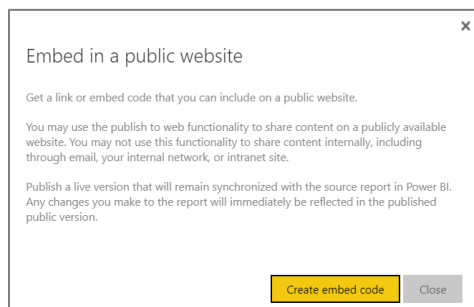 Embed in a public website
Get a link or embed code that you can include on a public website.
You may use the publish to web functionality to share content on a publicly available
website. You may not use this functionality to share content internally, including
through email, your internal network, or intranet site.
Publish a live version that will remain synchronized with the source report in Power BI.
Any changes you make to the report will immediately be reflected in the published
public version.
Create embed code Close